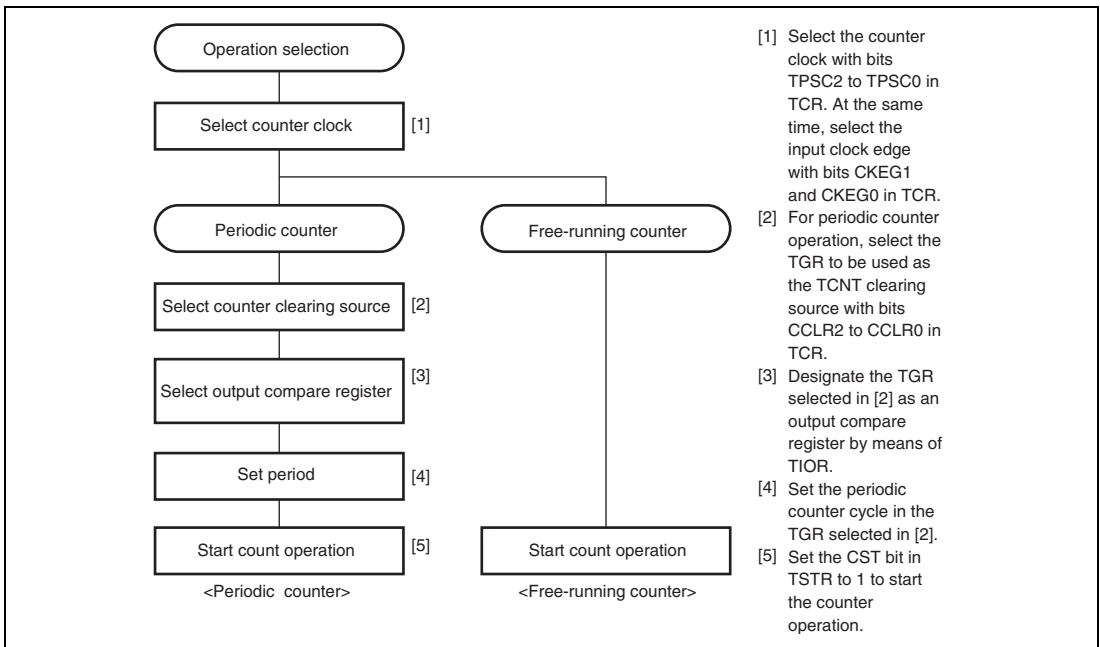 Operation selection
Select counter clock
[1]
Periodic counter
Free-running counter
Select counter clearing source
[2]
Select output compare register
[3]
Set period
[4]
Start count operation
[5]
Start count operation
<Periodic counter>
<Free-running counter>
[1] Select the counter
clock with bits
TPSC2 to TPSC0 in
TCR. At the same
time, select the
input clock edge
with bits CKEG1
and CKEG0 in TCR.
[2] For periodic counter
operation, select the
TGR to be used as
the TCNT clearing
source with bits
CCLR2 to CCLR0 in
TCR.
[3] Designate the TGR
selected in [2] as an
output compare
register by means of
TIOR.
[4] Set the periodic
counter cycle in the
TGR selected in [2].
[5] Set the CST bit in
TSTR to 1 to start
the counter
operation.